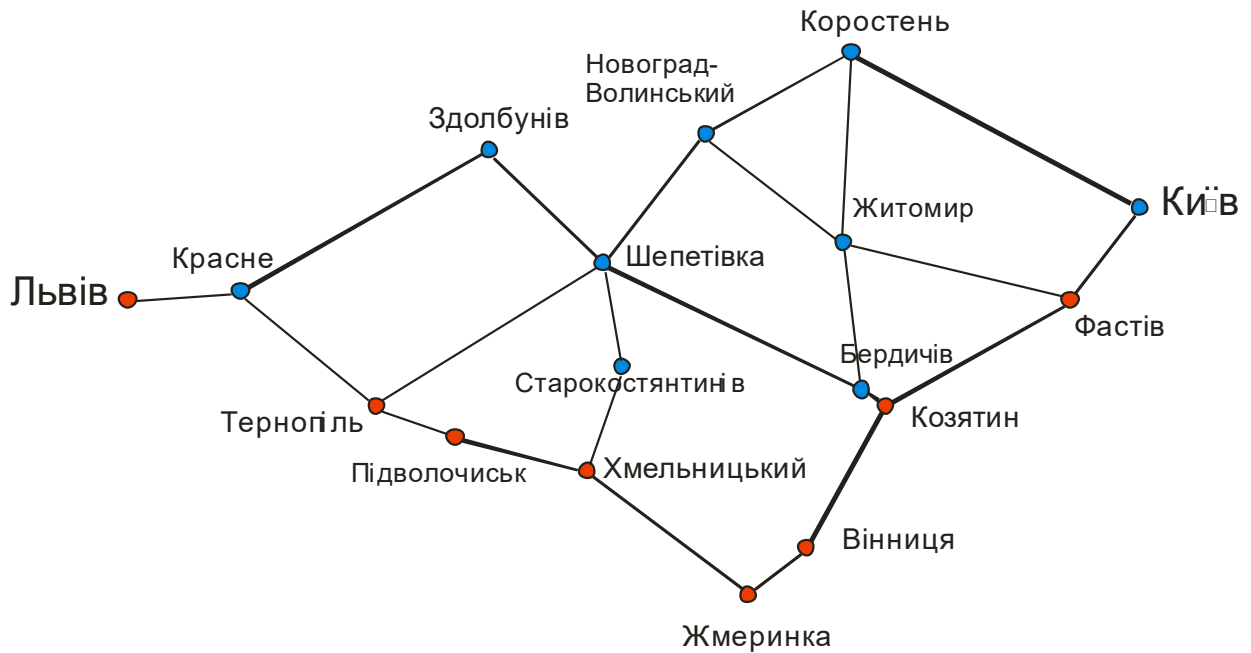 Коростень
Новоград-
Волинський
Здолбунів
Київ
Житомир
Шепетівка
Красне
Львів
Фастів
Бердичів
Старокостянтинів
Тернопіль
Козятин
Підволочиськ
Хмельницький
Вінниця
Жмеринка